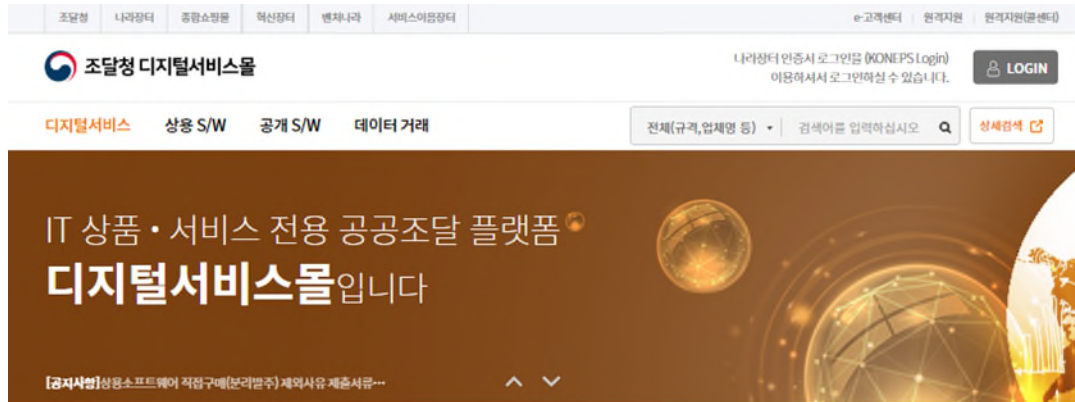 조달청 나라장터 종합쇼핑몰 혁신장터 벤처나라 서비스이음장터 e-고객센터 원격지원 원격지원(콜센터)
조달청 디지털서비스몰
나라장터 인증서 로그인을 (KONEPS Login)
이용하셔서 로그인하실 수 있습니다.
LOGIN
디지털서비스 상용 S/W 공개 S/W 데이터 거래 전체(규격,업체명 등) 검색어를 입력하십시오 상세검색
IT 상품・서비스 전용 공공조달 플랫폼
디지털서비스몰입니다
[공지사항]상용소프트웨어 직접구매(분리발주) 제외사유 제출서류…